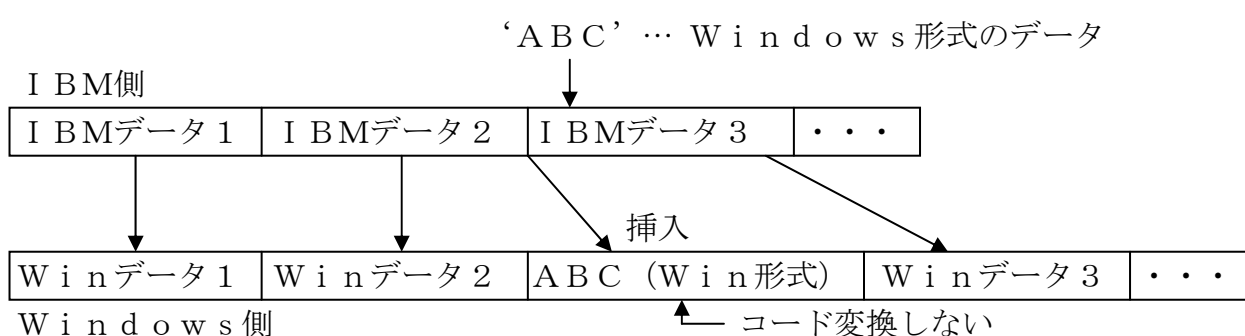 ‘ＡＢＣ’… Ｗｉｎｄｏｗｓ形式のデータ
ＩＢＭ側
ＩＢＭデータ１ ＩＢＭデータ２ ＩＢＭデータ３ ・・・
挿入
Ｗｉｎデータ１ Ｗｉｎデータ２ ＡＢＣ（Ｗｉｎ形式） Ｗｉｎデータ３ ・・・
Ｗｉｎｄｏｗｓ側 コード変換しない